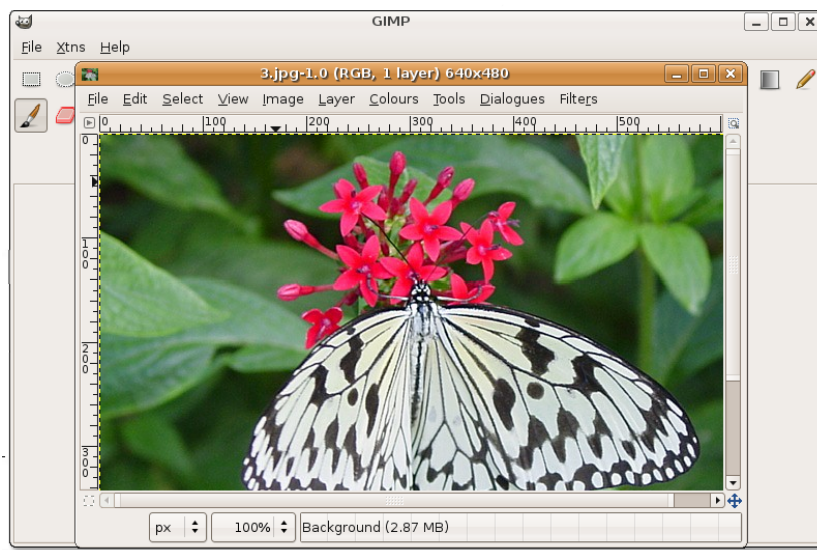 GIMP
File Xtns Help
3.jpg-1.0 (RGB, 1 layer) 640x480
File Edit Select View Image Layer Colours Tools Dialogues Filters
0 100 200 300 400 500
0
100
200
300
px 100% Background (2.87 MB)